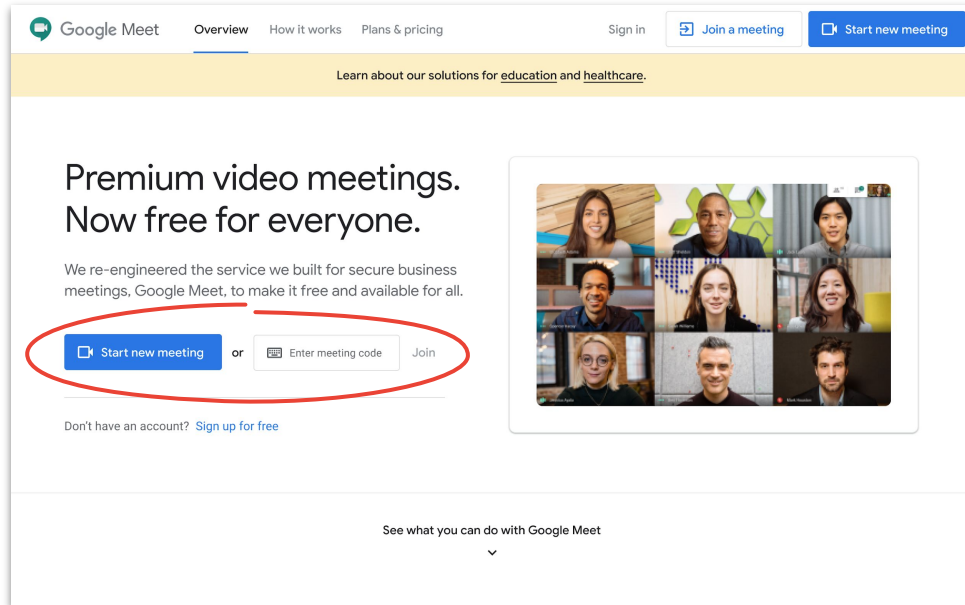 Google Meet
Overview
How it works
Plans & pricing
Sign in
Join a meeting
Start new meeting
Learn about our solutions for education and healthcare.
Premium video meetings.
Now free for everyone.
We re-engineered the service we built for secure business
meetings, Google Meet, to make it free and available for all.
Start new meeting or Enter meeting code Join
Don't have an account? Sign up for free
See what you can do with Google Meet